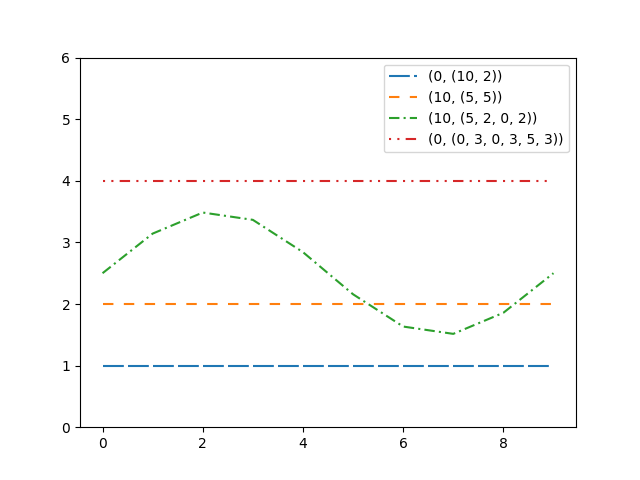 6
5
4
3
2
1
0
0 2 4 6 8
(0, (10, 2))
(10, (5, 5))
(10, (5, 2, 0, 2))
(0, (0, 3, 0, 3, 5, 3))